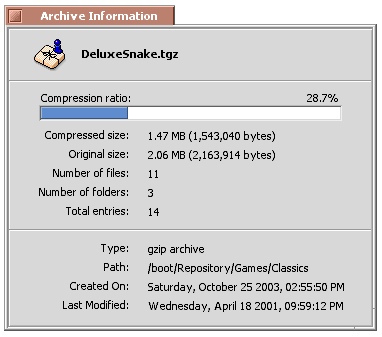 Archive Information
DeluxeSnake.tgz
Compression ratio: 28.7%
Compressed size: 1.47 MB (1,543,040 bytes)
Original size: 2.06 MB (2,163,914 bytes)
Number of files: 11
Number of folders: 3
Total entries: 14
Type: gzip archive
Path: /boot/Repository/Games/Classics
Created On: Saturday, October 25 2003, 02:55:50 PM
Last Modified: Wednesday, April 18 2001, 09:59:12 PM